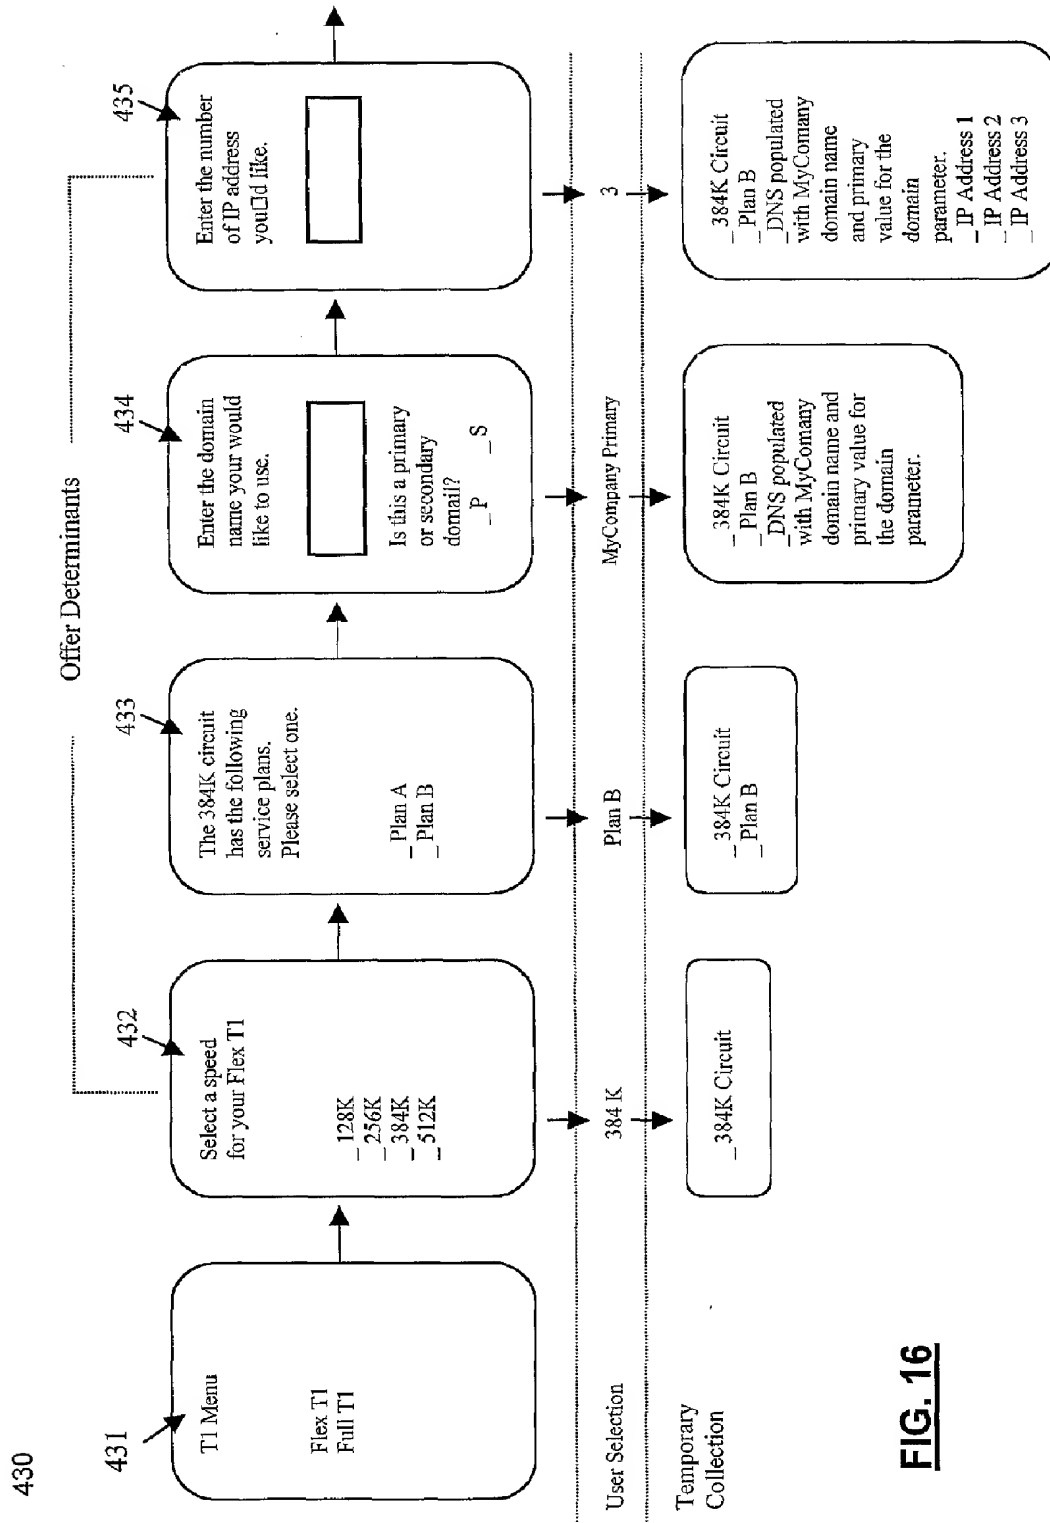 430
Offer Determinants
431
T1 Menu
Flex T1
Full T1
432
Select a speed
for your Flex T1
_128K
_256K
_384K
_512K
433
The 384K circuit
has the following
service plans.
Please select one.
_Plan A
_Plan B
434
Enter the domain
name your would
like to use.
Is this a primary
or secondary
domail?
_P _S
435
Enter the number
of IP address
you□d like.
User Selection
384 K
Plan B
MyCompany Primary
3
Temporary
Collection
_384K Circuit
_384K Circuit
_Plan B
_384K Circuit
_Plan B
_DNS populated
with MyComany
domain name and
primary value for
the domain
parameter.
_384K Circuit
_Plan B
_DNS populated
with MyComany
domain name
and primary
value for the
domain
parameter.
_IP Address 1
_IP Address 2
_IP Address 3
FIG. 16